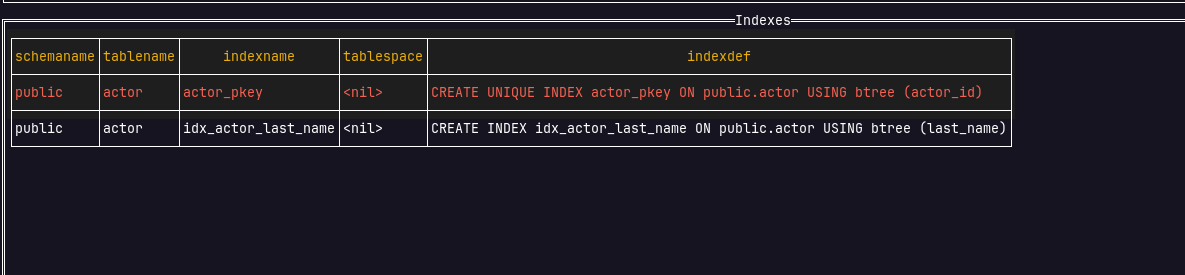 Indexes
schemaname tablename indexname tablespace indexdef
public actor actor_pkey <nil> CREATE UNIQUE INDEX actor_pkey ON public.actor USING btree (actor_id)
public actor idx_actor_last_name <nil> CREATE INDEX idx_actor_last_name ON public.actor USING btree (last_name)